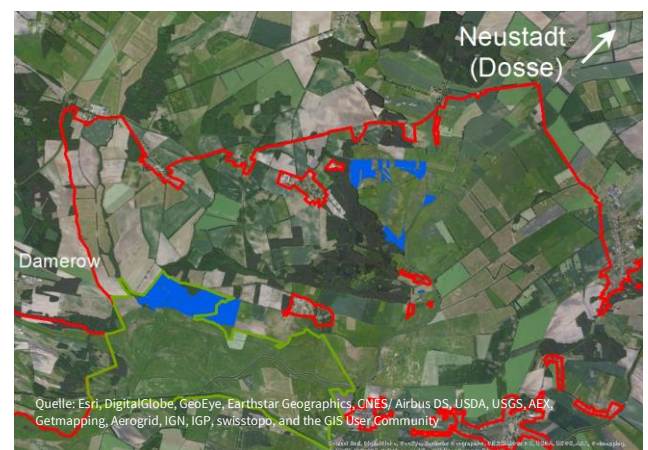 Neustadt
(Dosse)
Damerow
Quelle: Esri, DigitalGlobe, GeoEye, Earthstar Geographics, CNES/ Airbus DS, USDA, USGS, AEX,
Getmapping, Aerogrid, IGN, IGP, swisstopo, and the GIS User Community